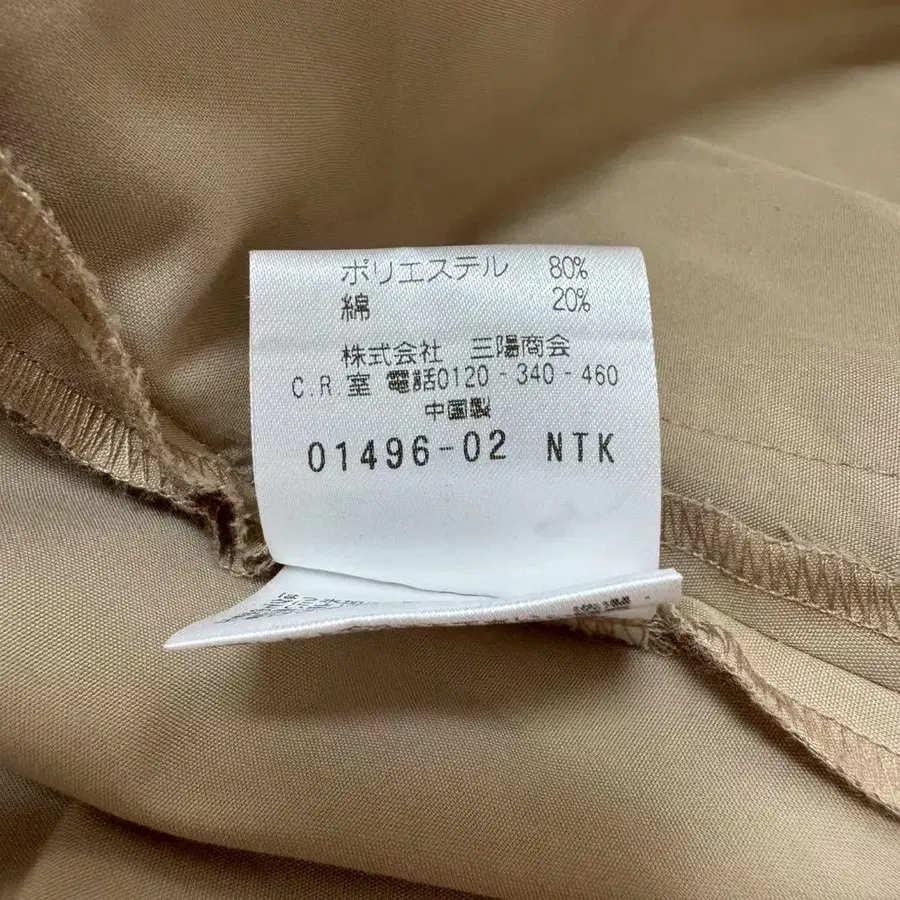 ポリエステル 80%
綿 20%
株式会社 三陽商会
C.R.室 電話0120-340-460
中国製
01496-02 NTK